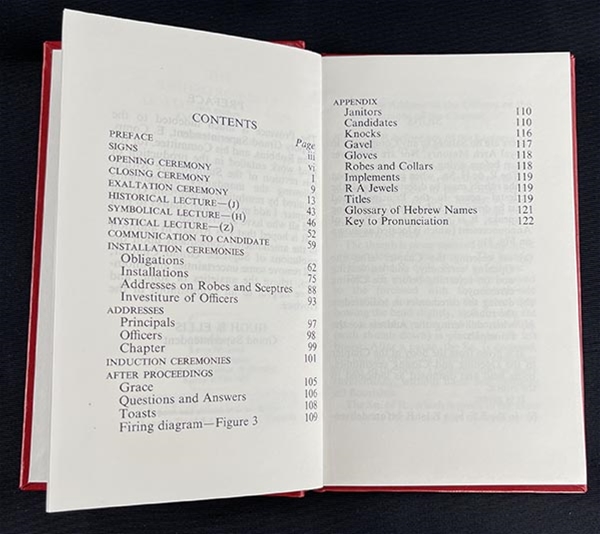 CONTENTS
Page
PREFACE iii
SIGNS vi
OPENING CEREMONY 1
CLOSING CEREMONY 9
EXALTATION CEREMONY 13
HISTORICAL LECTURE—(J) 43
SYMBOLICAL LECTURE—(H) 46
MYSTICAL LECTURE—(Z) 52
COMMUNICATION TO CANDIDATE 59
INSTALLATION CEREMONIES
Obligations 62
Installations 75
Addresses on Robes and Sceptres 88
Investiture of Officers 93
ADDRESSES
Principals 97
Officers 98
Chapter 99
INDUCTION CEREMONIES 101
AFTER PROCEEDINGS
Grace 105
Questions and Answers 106
Toasts 108
Firing diagram—Figure 3 109
APPENDIX
Janitors 110
Candidates 110
Knocks 116
Gavel 117
Gloves 118
Robes and Collars 118
Implements 119
R A Jewels 119
Titles 119
Glossary of Hebrew Names 121
Key to Pronunciation 122